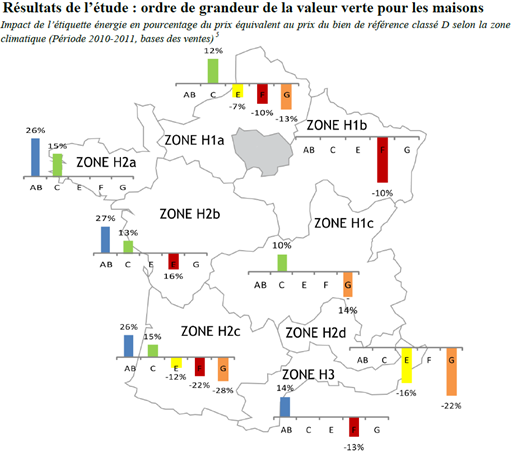 Résultats de l’étude : ordre de grandeur de la valeur verte pour les maisons
Impact de l’étiquette énergie en pourcentage du prix équivalent au prix du bien de référence classé D selon la zone
climatique (Période 2010-2011, bases des ventes) 5
12%
AB C E F G
-7%
-10%
-13%
ZONE H1a
ZONE H1b
AB C E F G
-10%
26%
15%
ZONE H2a
AB C E F G
27%
13%
ZONE H2b
AB C E E G
16%
ZONE H1c
10%
AB C E F G
-
14%
26%
15%
ZONE H2c
AB C E F G
-12%
-22%
-28%
ZONE H2d
AB C E F G
-16%
-22%
ZONE H3
14%
AB C E F G
-13%